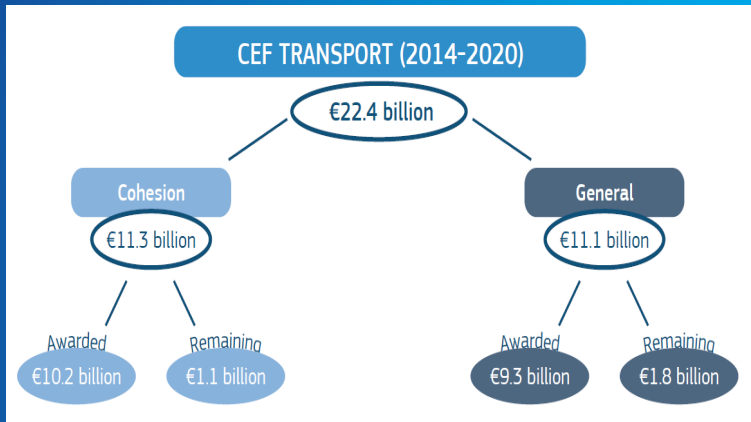 CEF TRANSPORT (2014-2020)
€22.4 billion
Cohesion
€11.3 billion
General
€11.1 billion
Awarded
€10.2 billion
Remaining
€1.1 billion
Awarded
€9.3 billion
Remaining
€1.8 billion